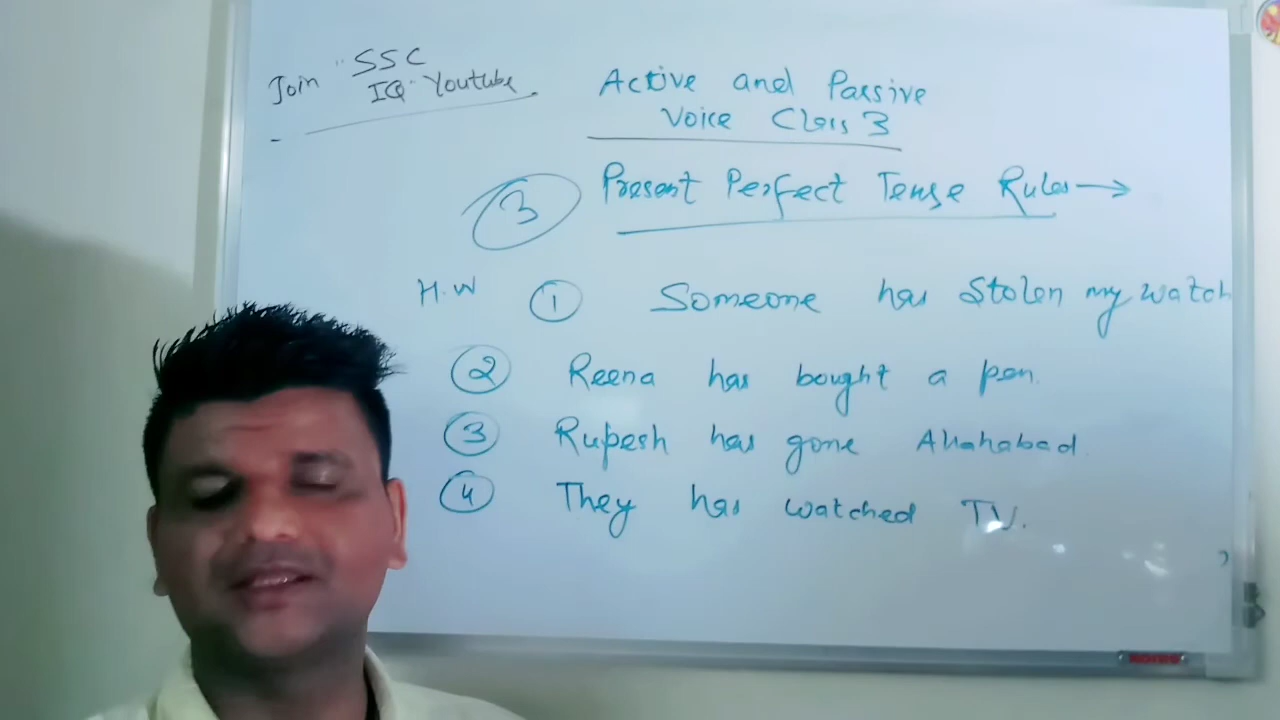 Join "SSC
IQ" Youtube
Active and Passive
Voice Class 3
3 Present Perfect Tense Rules →
H.W 1 Someone has stolen my watch
2 Reena has bought a pen.
3 Rupesh has gone Allahabad
4 They has watched TV.